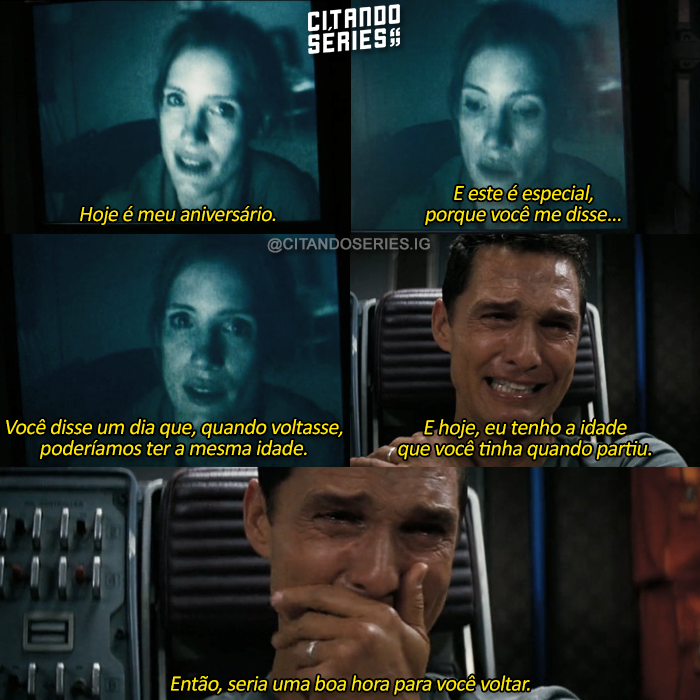 CITANDO
SERIES“
Hoje é meu aniversário.
E este é especial,
porque você me disse...
@CITANDOSERIES.IG
Você disse um dia que, quando voltasse,
poderíamos ter a mesma idade.
E hoje, eu tenho a idade
que você tinha quando partiu.
Então, seria uma boa hora para você voltar.